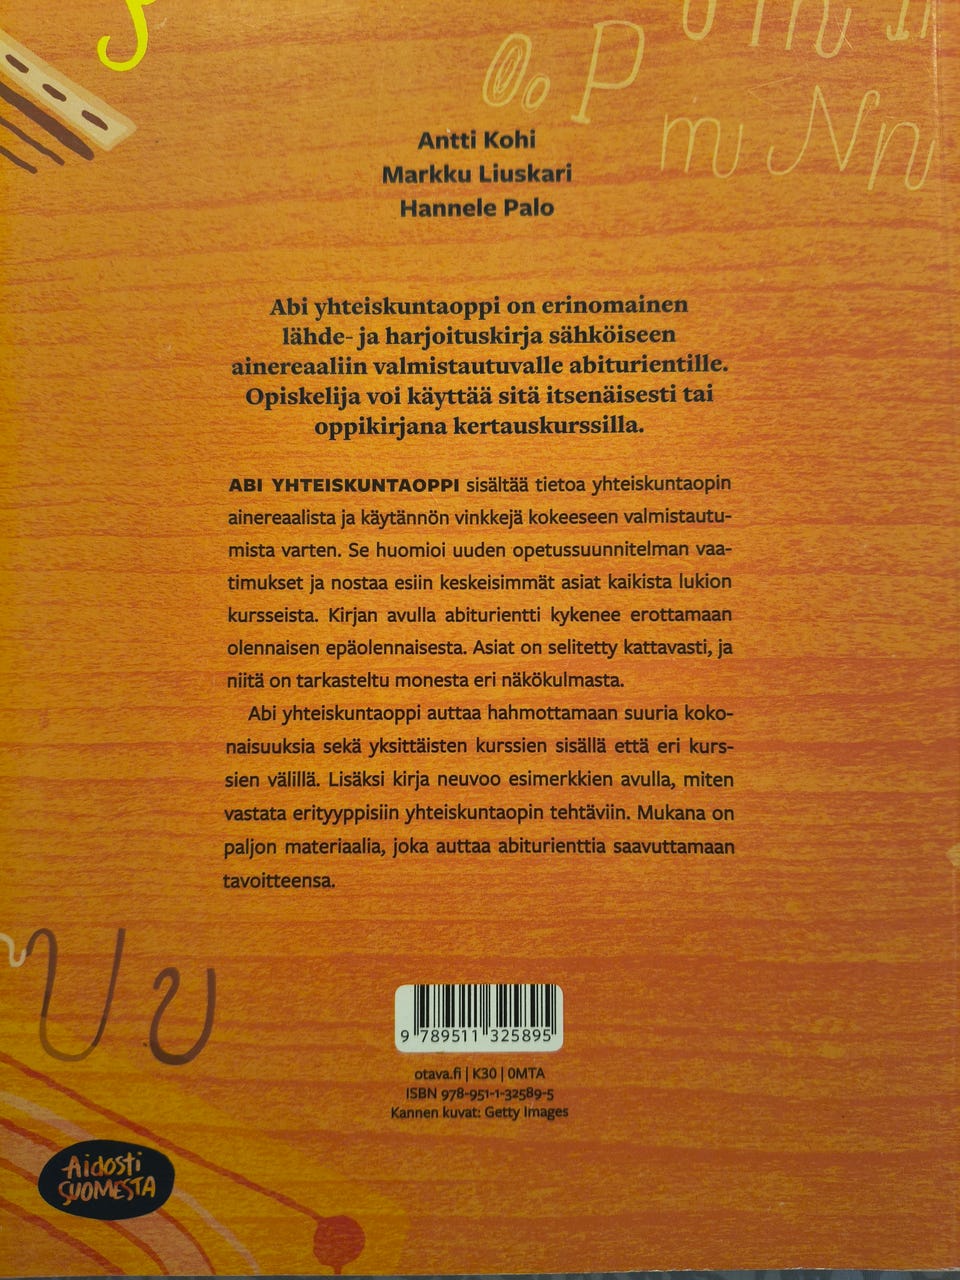 O o P
m N n
Antti Kohi
Markku Liuskari
Hannele Palo
Abi yhteiskuntaoppi on erinomainen
lähde- ja harjoituskirja sähköiseen
ainereaaliin valmistautuvalle abiturientille.
Opiskelija voi käyttää sitä itsenäisesti tai
oppikirjana kertauskurssilla.
ABI YHTEISKUNTAOPPI sisältää tietoa yhteiskuntaopin
ainereaalista ja käytännön vinkkejä kokeeseen valmistautu-
mista varten. Se huomioi uuden opetussuunnitelman vaa-
timukset ja nostaa esiin keskeisimmät asiat kaikista lukion
kursseista. Kirjan avulla abiturientti kykenee erottamaan
olennaisen epäolennaisesta. Asiat on selitetty kattavasti, ja
niitä on tarkasteltu monesta eri näkökulmasta.
Abi yhteiskuntaoppi auttaa hahmottamaan suuria koko-
naisuuksia sekä yksittäisten kurssien sisällä että eri kurs-
sien välillä. Lisäksi kirja neuvoo esimerkkien avulla, miten
vastata erityyppisiin yhteiskuntaopin tehtäviin. Mukana on
paljon materiaalia, joka auttaa abiturienttia saavuttamaan
tavoitteensa.
U u
9 789511 325895
otava.fi | K30 | 0MTA
ISBN 978-951-1-32589-5
Kannen kuvat: Getty Images
Aidosti
SUOMESTA